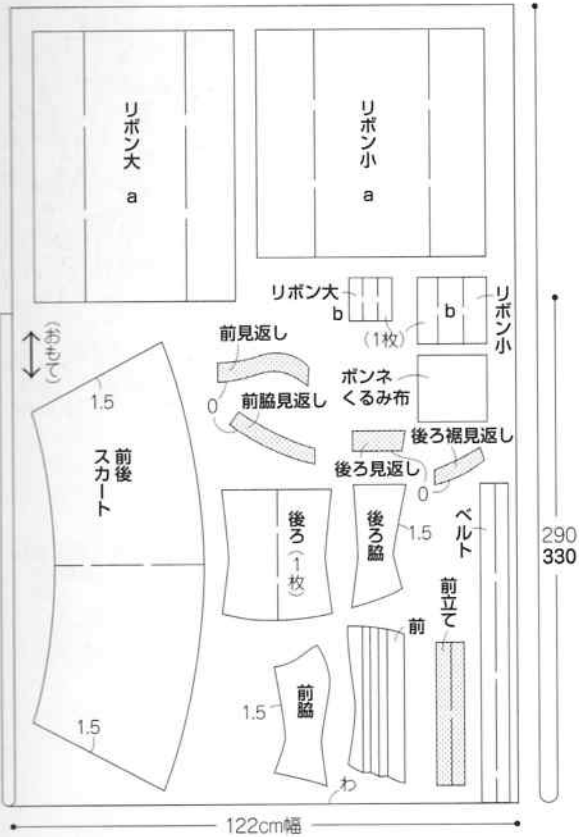 リボン大 a
リボン小 a
リボン大 b
(1枚)
b
リボン小
(おもて)
前見返し
0
前脇見返し
ボンネ
くるみ布
後ろ見返し
後ろ裾見返し
0
1.5
前後
スカート
1.5
後ろ(1枚)
後ろ脇
1.5
ベルト
前立て
290
330
前脇
1.5
前
わ
122cm幅